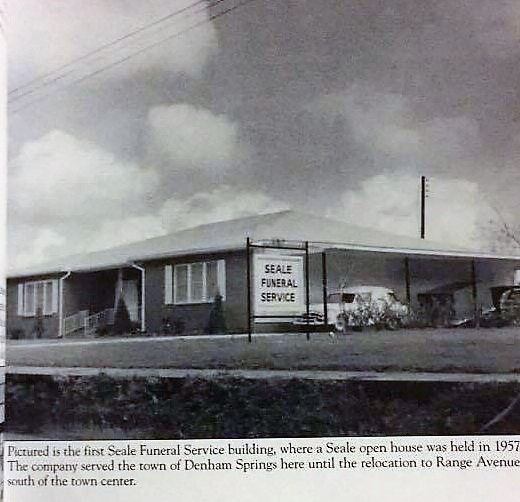 SEALE
FUNERAL
SERVICE
Pictured is the first Seale Funeral Service building, where a Seale open house was held in 1957
The company served the town of Denham Springs here until the relocation to Range Avenue
south of the town center.